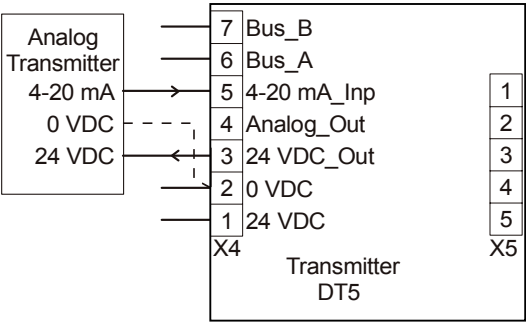 Analog
Transmitter
4-20 mA
0 VDC
24 VDC
7 Bus_B
6 Bus_A
5 4-20 mA_Inp
4 Analog_Out
3 24 VDC_Out
2 0 VDC
1 24 VDC
X4
1
2
3
4
5
X5
Transmitter
DT5